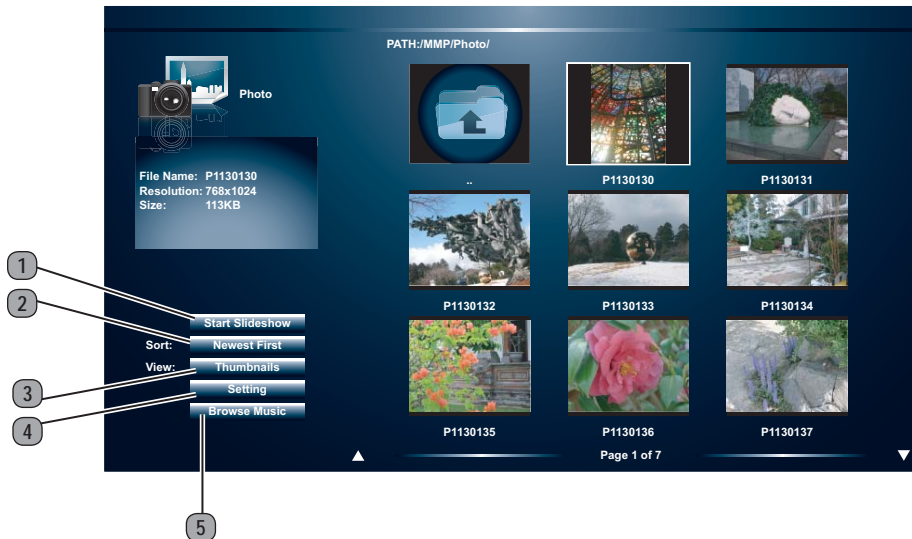 PATH:/MMP/Photo/
Photo
File Name: P1130130
Resolution: 768x1024
Size: 113KB
..
P1130130
P1130131
P1130132
P1130133
P1130134
1
2
Start Slideshow
Sort: Newest First
View: Thumbnails
3
Setting
4
Browse Music
P1130135
P1130136
P1130137
Page 1 of 7
5